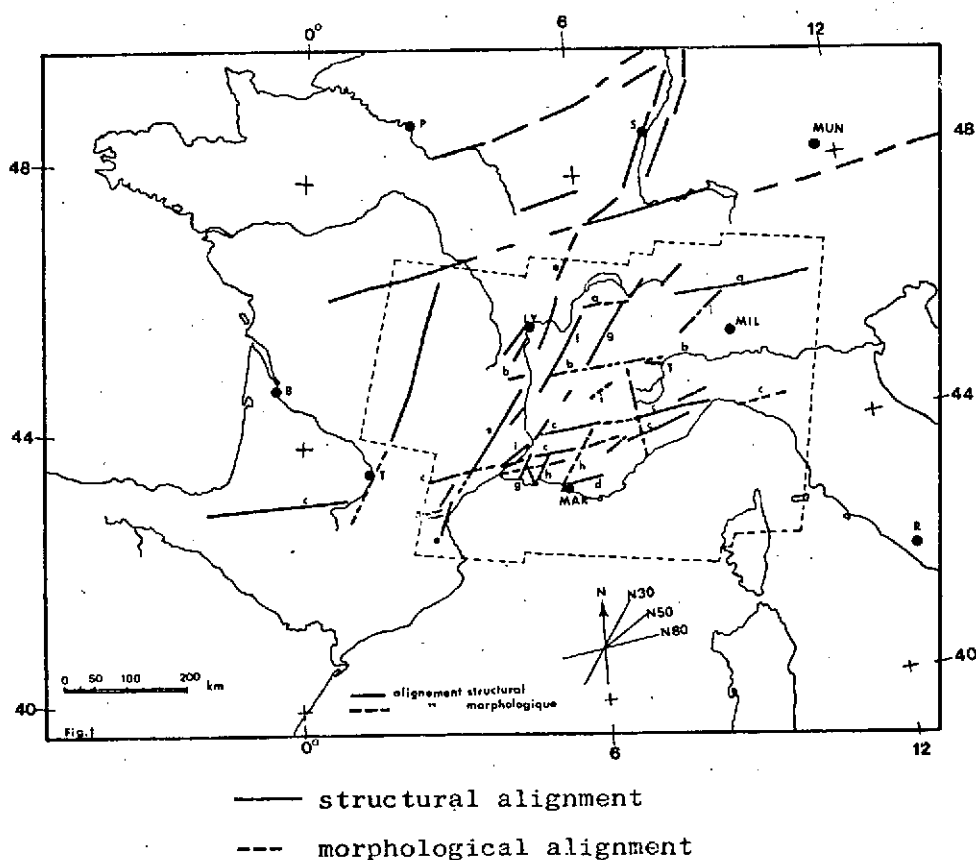 0° 6 12
P
S
MUN
48 48
a
a
LY
MIL
i
f g
b
b b
B
i
44 44
c
c
c
c
c
i
c
g h h d
MAR
c
R
N
N30
N50
N80
0 50 100 200 km
40
alignement structural
" morphologique
40
Fig.1
0° 6 12
structural alignment
morphological alignment